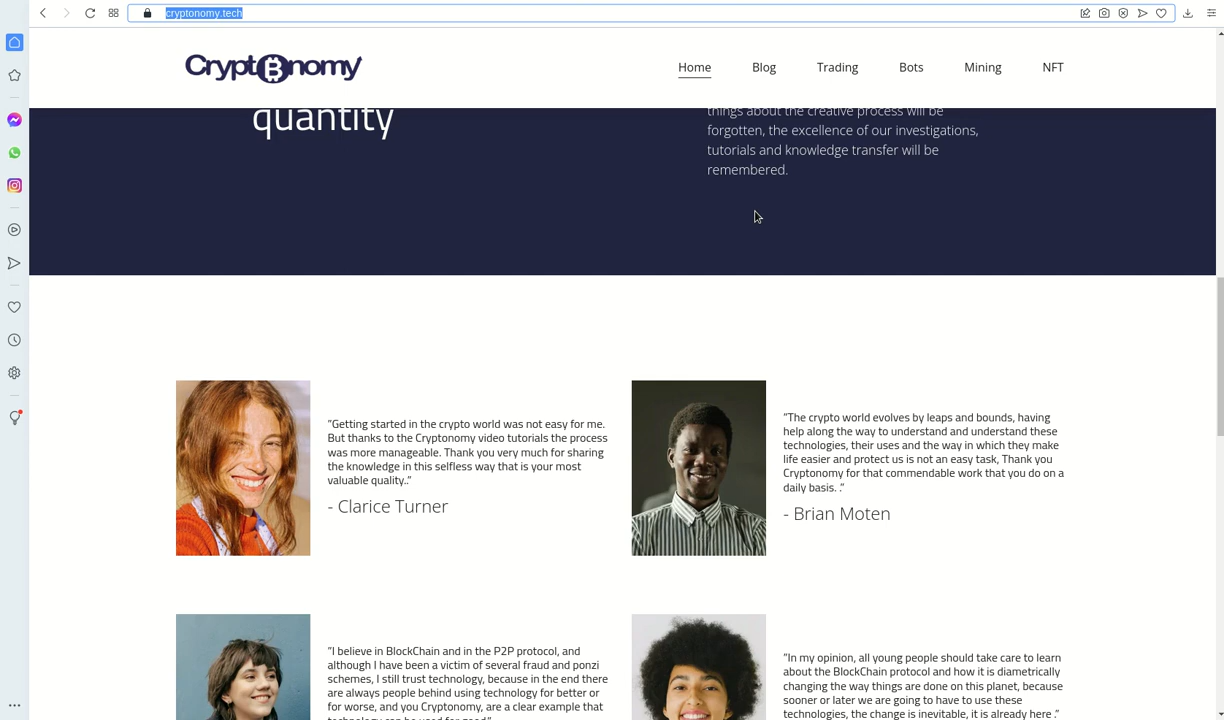 cryptonomy.tech
Cryptonomy
Home Blog Trading Bots Mining NFT
quantity
things about the creative process will be
forgotten, the excellence of our investigations,
tutorials and knowledge transfer will be
remembered.
"Getting started in the crypto world was not easy for me.
But thanks to the Cryptonomy video tutorials the process
was more manageable. Thank you very much for sharing
the knowledge in this selfless way that is your most
valuable quality.."
- Clarice Turner
"The crypto world evolves by leaps and bounds, having
help along the way to understand and understand these
technologies, their uses and the way in which they make
life easier and protect us is not an easy task, Thank you
Cryptonomy for that commendable work that you do on a
daily basis. ."
- Brian Moten
"I believe in BlockChain and in the P2P protocol, and
although I have been a victim of several fraud and ponzi
schemes, I still trust technology, because in the end there
are always people behind using technology for better or
for worse, and you Cryptonomy, are a clear example that
technology can be used for good."
"In my opinion, all young people should take care to learn
about the BlockChain protocol and how it is diametrically
changing the way things are done on this planet, because
sooner or later we are going to have to use these
technologies, the change is inevitable, it is already here ."